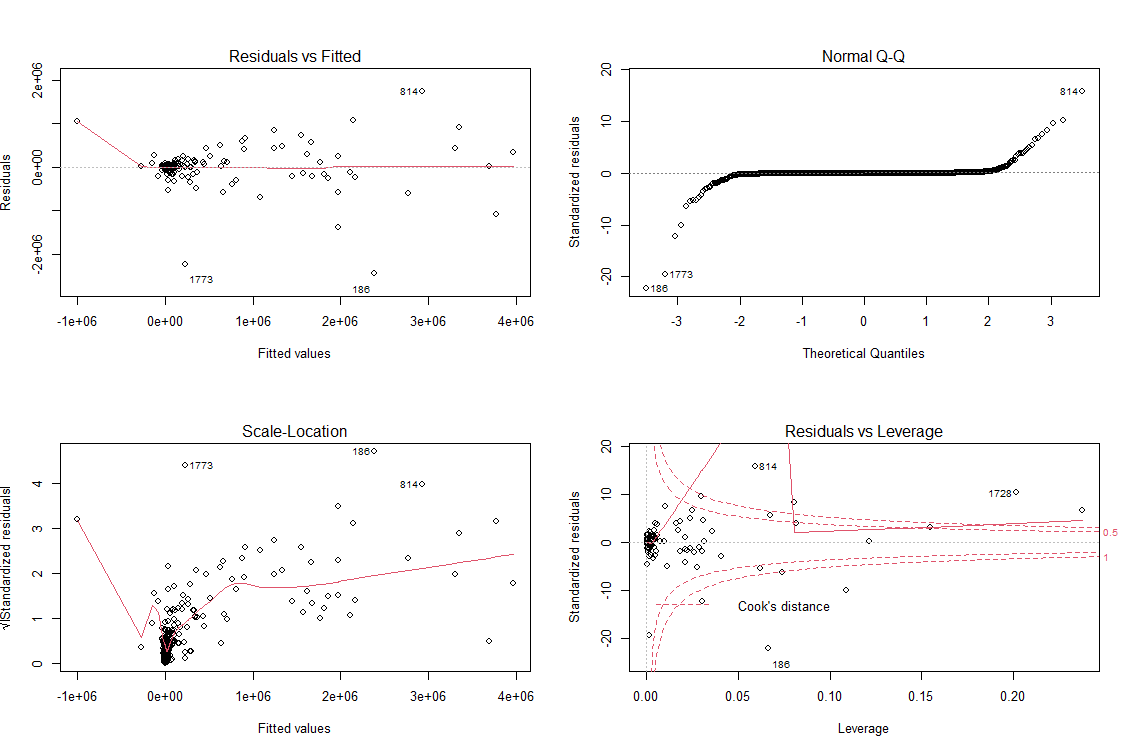 Residuals vs Fitted
Residuals
-2e+06 0e+00 2e+06
814
1773
186
-1e+06 0e+00 1e+06 2e+06 3e+06 4e+06
Fitted values
Normal Q-Q
Standardized residuals
-20 -10 0 10 20
814
1773
186
-3 -2 -1 0 1 2 3
Theoretical Quantiles
Scale-Location
√|Standardized residuals|
0 1 2 3 4
1773
186
814
-1e+06 0e+00 1e+06 2e+06 3e+06 4e+06
Fitted values
Residuals vs Leverage
Standardized residuals
-20 -10 0 10 20
814
1728
0.5
1
Cook's distance
186
0.00 0.05 0.10 0.15 0.20
Leverage